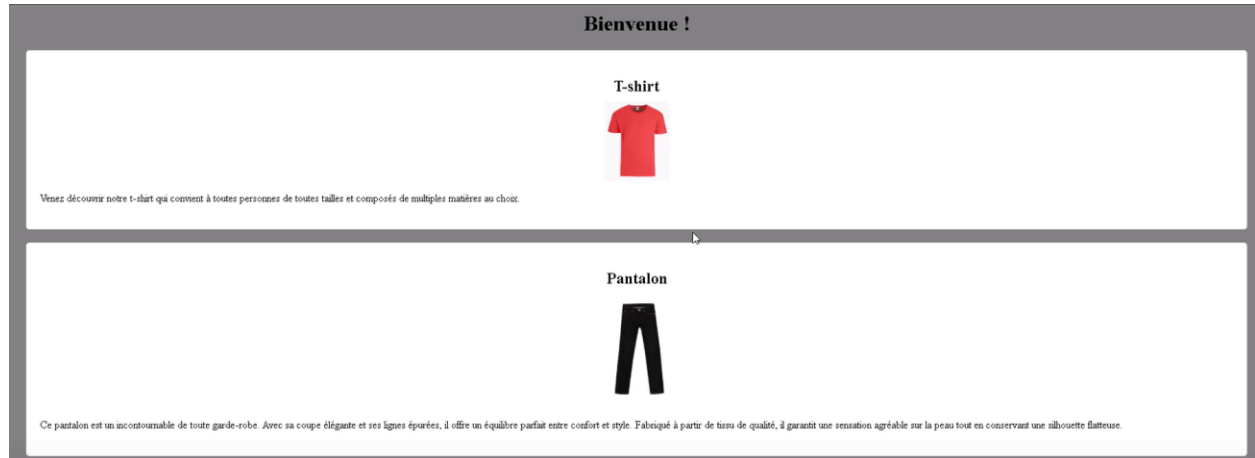 Bienvenue !
T-shirt
Venez découvrir notre t-shirt qui convient à toutes personnes de toutes tailles et composés de multiples matières au choix.
Pantalon
Ce pantalon est un incontournable de toute garde-robe. Avec sa coupe élégante et ses lignes épurées, il offre un équilibre parfait entre confort et style. Fabriqué à partir de tissu de qualité, il garantit une sensation agréable sur la peau tout en conservant une silhouette flatteuse.